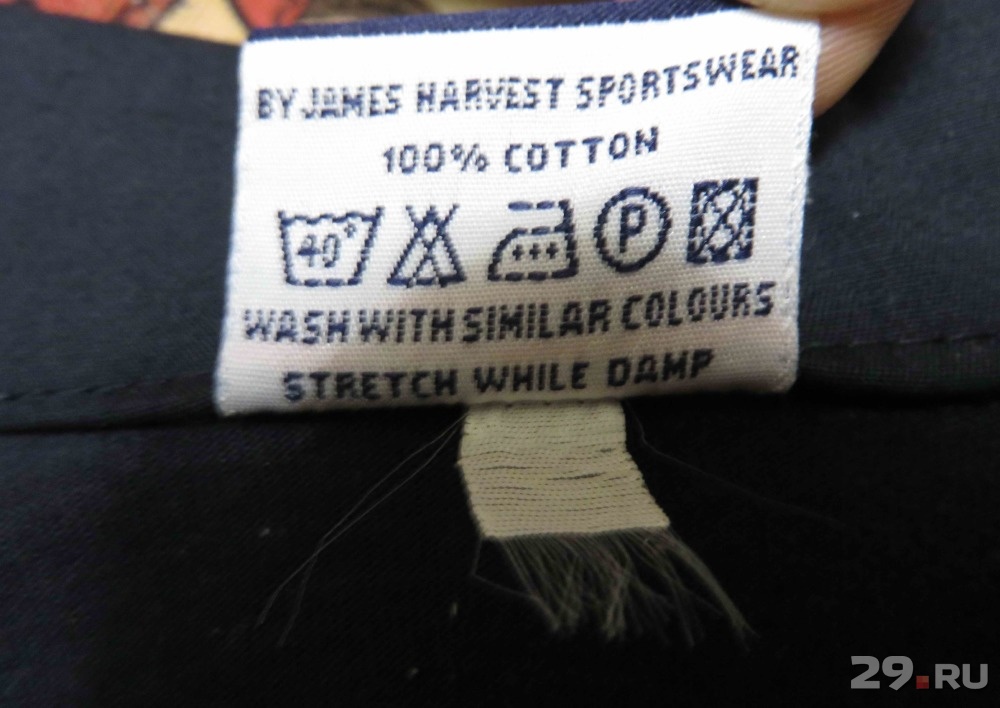 BY JAMES HARVEST SPORTSWEAR
100% COTTON
40° P
WASH WITH SIMILAR COLOURS
STRETCH WHILE DAMP
29.RU